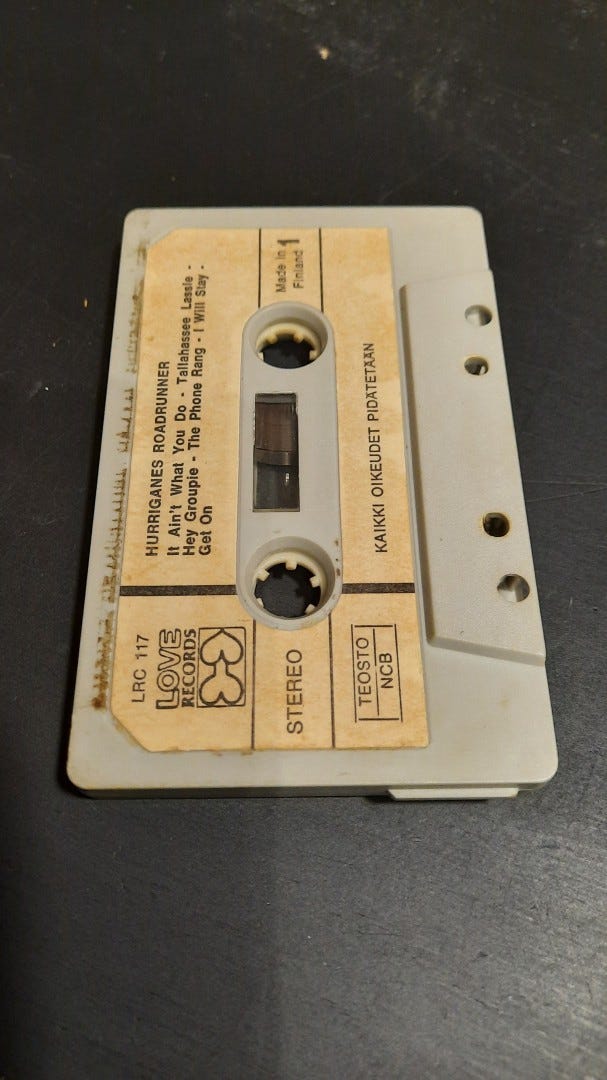 HURRIGANES ROADRUNNER
It Ain't What You Do - Tallahassee Lassie -
Hey Groupie - The Phone Rang - I Will Stay -
Get On
Made in
Finland
1
LRC 117
LOVE
RECORDS
STEREO
KAIKKI OIKEUDET PIDÄTETÄÄN
TEOSTO
NCB